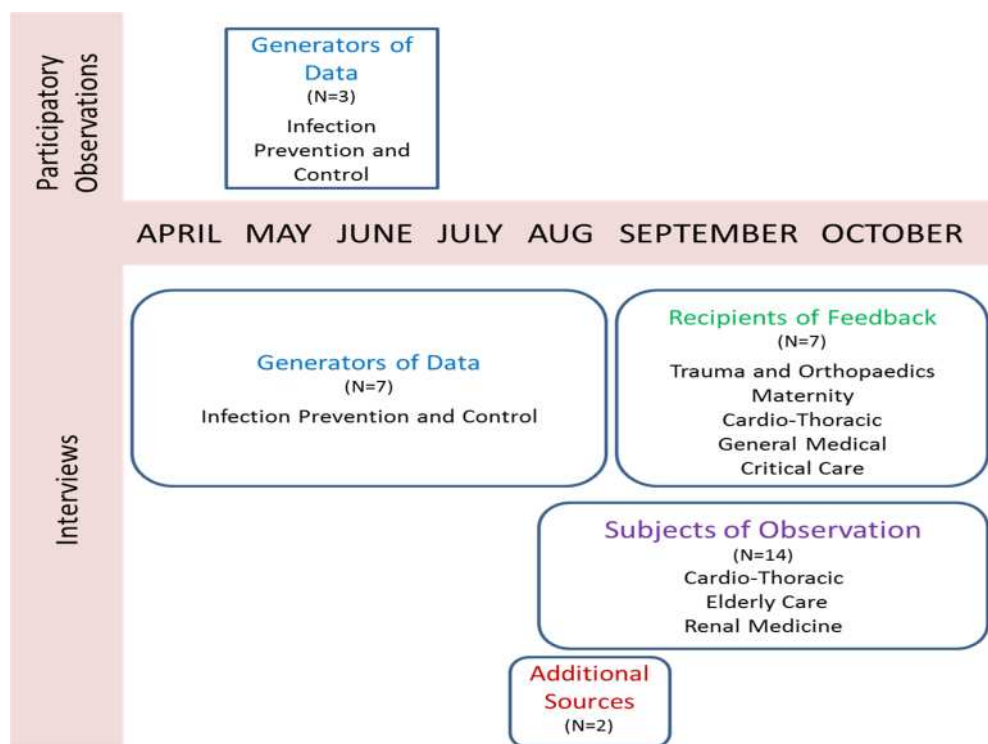 Participatory
Observations
Generators of
Data
(N=3)
Infection
Prevention and
Control
APRIL MAY JUNE JULY AUG SEPTEMBER OCTOBER
Interviews
Generators of Data
(N=7)
Infection Prevention and Control
Recipients of Feedback
(N=7)
Trauma and Orthopaedics
Maternity
Cardio-Thoracic
General Medical
Critical Care
Subjects of Observation
(N=14)
Cardio-Thoracic
Elderly Care
Renal Medicine
Additional
Sources
(N=2)